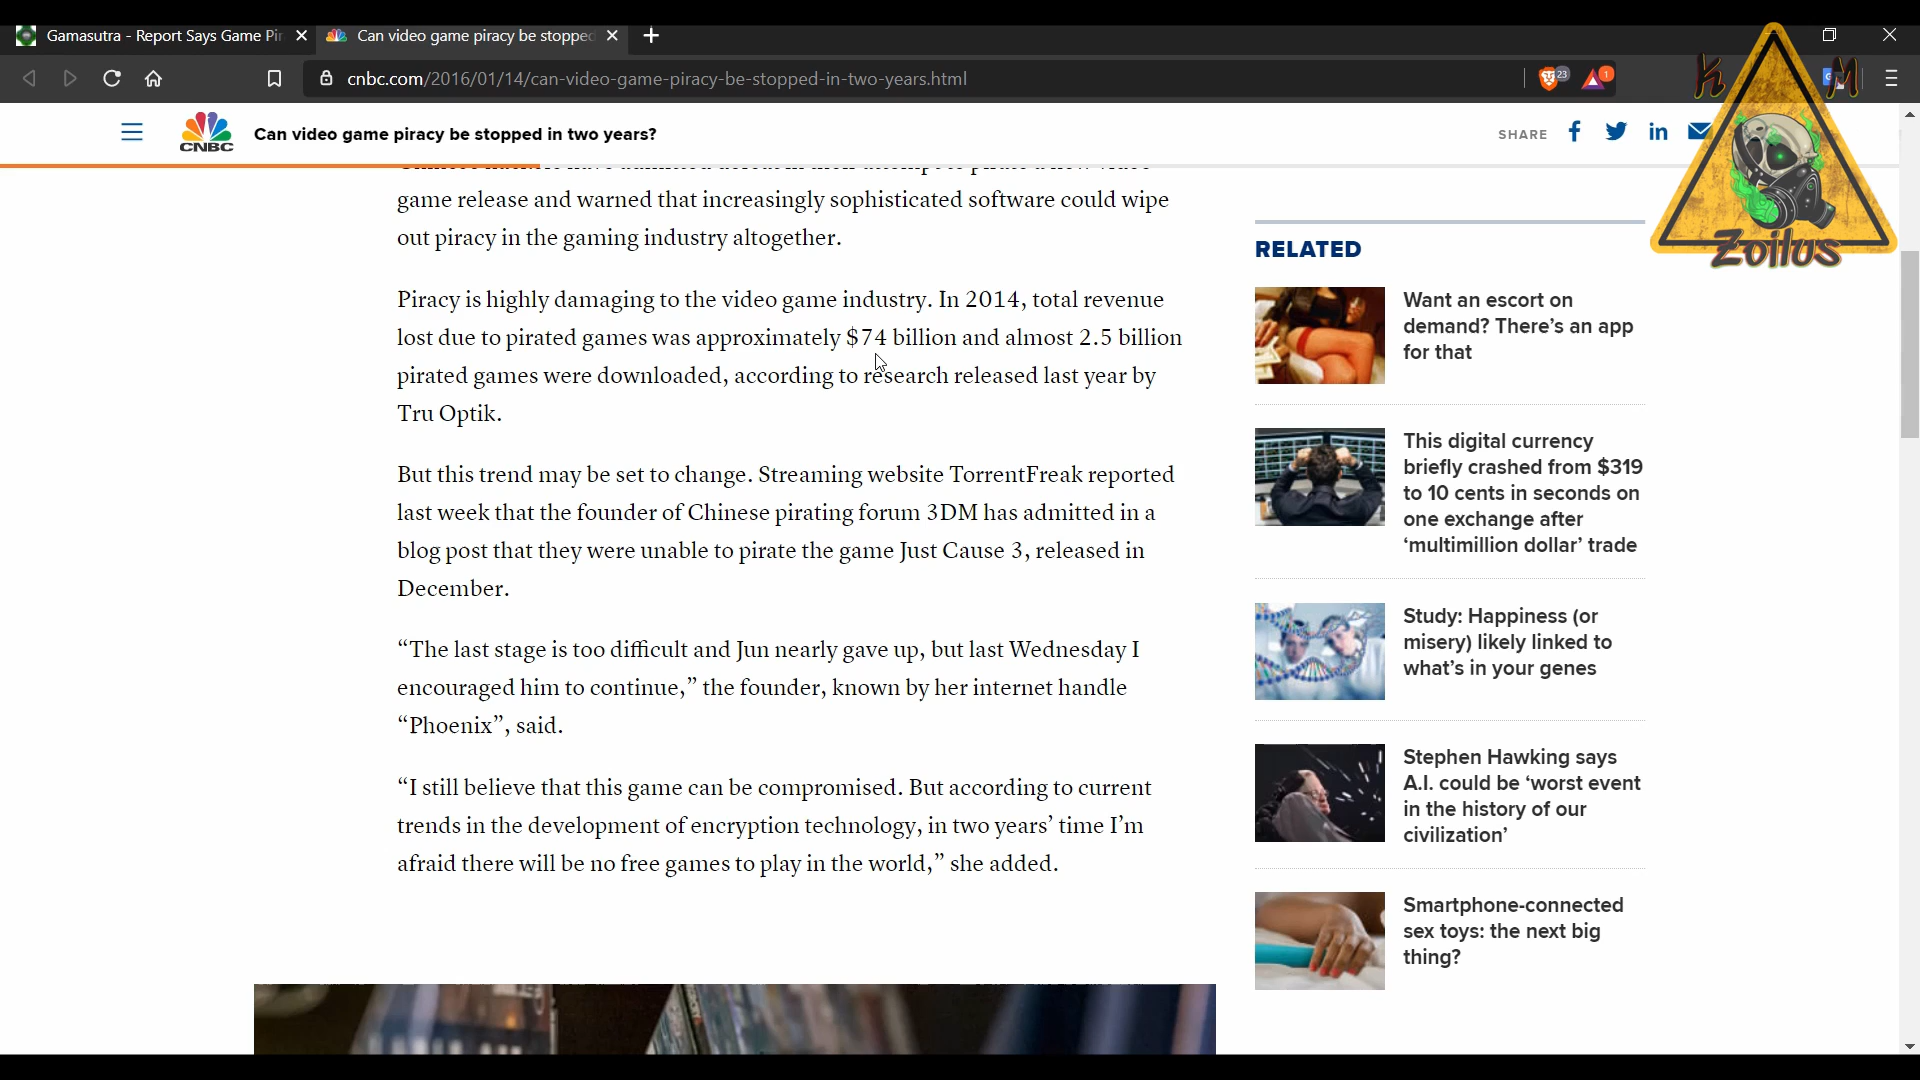 Gamasutra - Report Says Game Pir
Can video game piracy be stopped
cnbc.com/2016/01/14/can-video-game-piracy-be-stopped-in-two-years.html
23
1
K M
CNBC
Can video game piracy be stopped in two years?
SHARE
Zoilus
game release and warned that increasingly sophisticated software could wipe
out piracy in the gaming industry altogether.
Piracy is highly damaging to the video game industry. In 2014, total revenue
lost due to pirated games was approximately $74 billion and almost 2.5 billion
pirated games were downloaded, according to research released last year by
Tru Optik.
But this trend may be set to change. Streaming website TorrentFreak reported
last week that the founder of Chinese pirating forum 3DM has admitted in a
blog post that they were unable to pirate the game Just Cause 3, released in
December.
“The last stage is too difficult and Jun nearly gave up, but last Wednesday I
encouraged him to continue,” the founder, known by her internet handle
“Phoenix”, said.
“I still believe that this game can be compromised. But according to current
trends in the development of encryption technology, in two years’ time I’m
afraid there will be no free games to play in the world,” she added.
RELATED
Want an escort on
demand? There’s an app
for that
This digital currency
briefly crashed from $319
to 10 cents in seconds on
one exchange after
‘multimillion dollar’ trade
Study: Happiness (or
misery) likely linked to
what’s in your genes
Stephen Hawking says
A.I. could be ‘worst event
in the history of our
civilization’
Smartphone-connected
sex toys: the next big
thing?